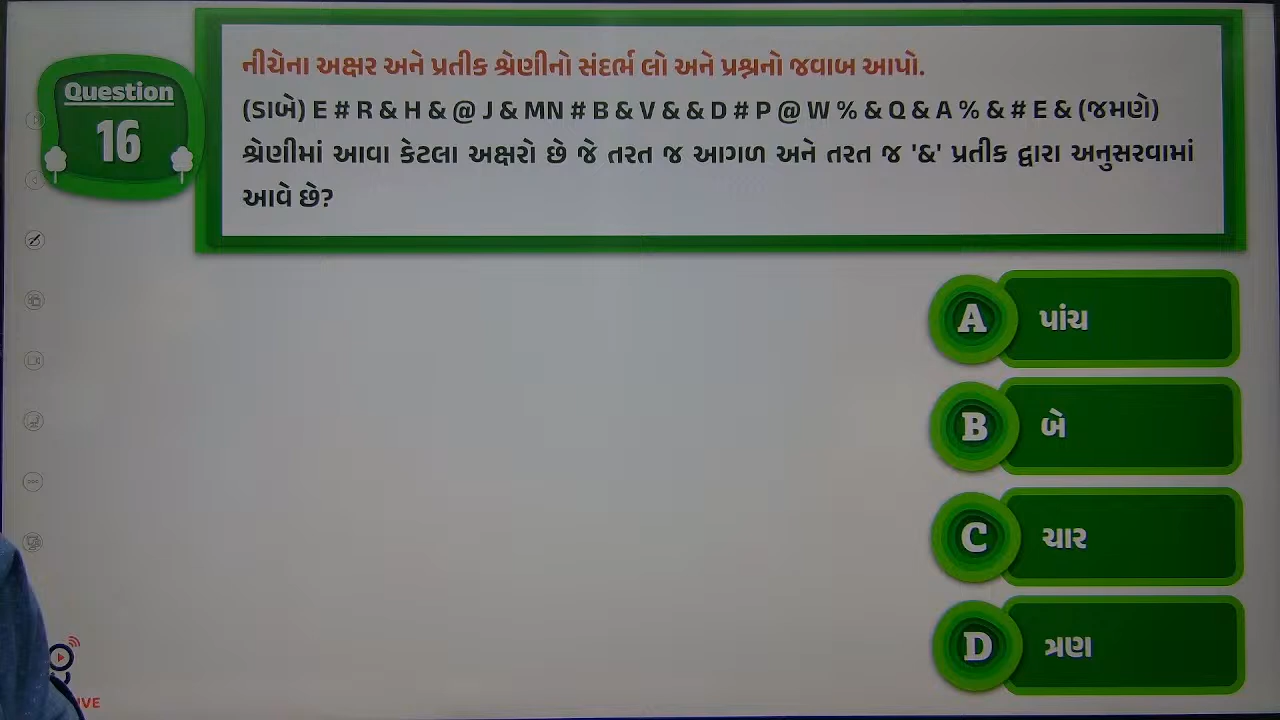 Question
16
નીચેના અક્ષર અને પ્રતીક શ્રેણીનો સંદર્ભ લો અને પ્રશ્નનો જવાબ આપો.
(ડાબે) E # R & H & @ J & MN # B & V & & D # P @ W % & Q & A % & # E & (જમણે)
શ્રેણીમાં આવા કેટલા અક્ષરો છે જે તરત જ આગળ અને તરત જ '&' પ્રતીક દ્વારા અનુસરવામાં
આવે છે?
A પાંચ
B બે
C ચાર
D ત્રણ